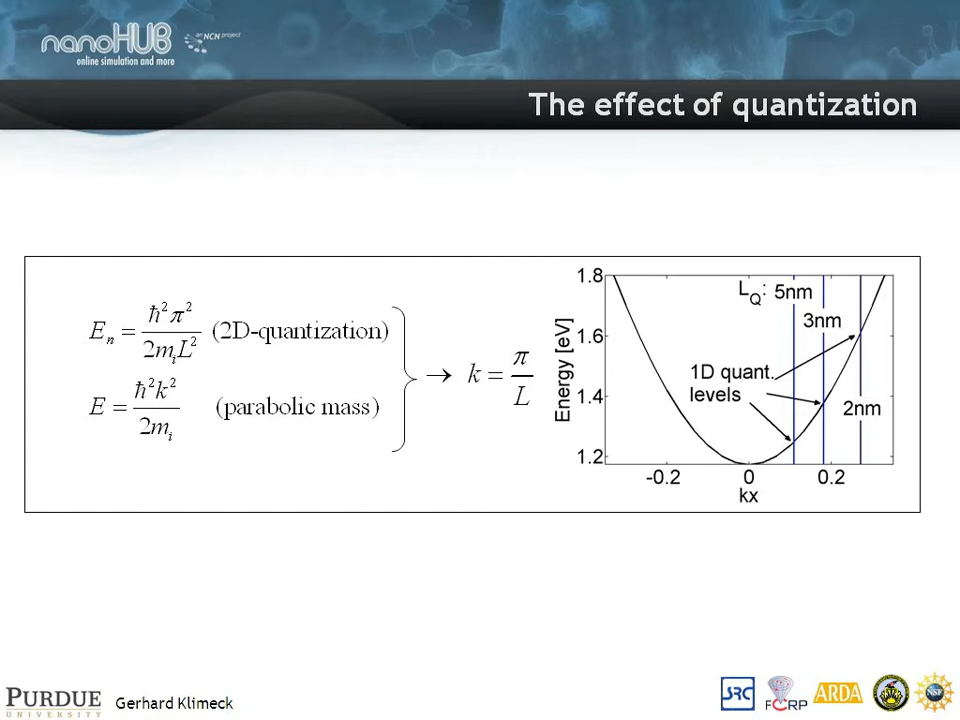 nanoHUB an NCN project
online simulation and more
The effect of quantization
E_n = ħ²π² / 2m_iL² (2D-quantization)
E = ħ²k² / 2m_i (parabolic mass)
→ k = π / L
Energy [eV]
1.8
1.6
1.4
1.2
L_Q: 5nm
3nm
2nm
1D quant.
levels
-0.2 0 0.2
kx
PURDUE
UNIVERSITY
Gerhard Klimeck
SRC
FCRP
ARDA
NSF